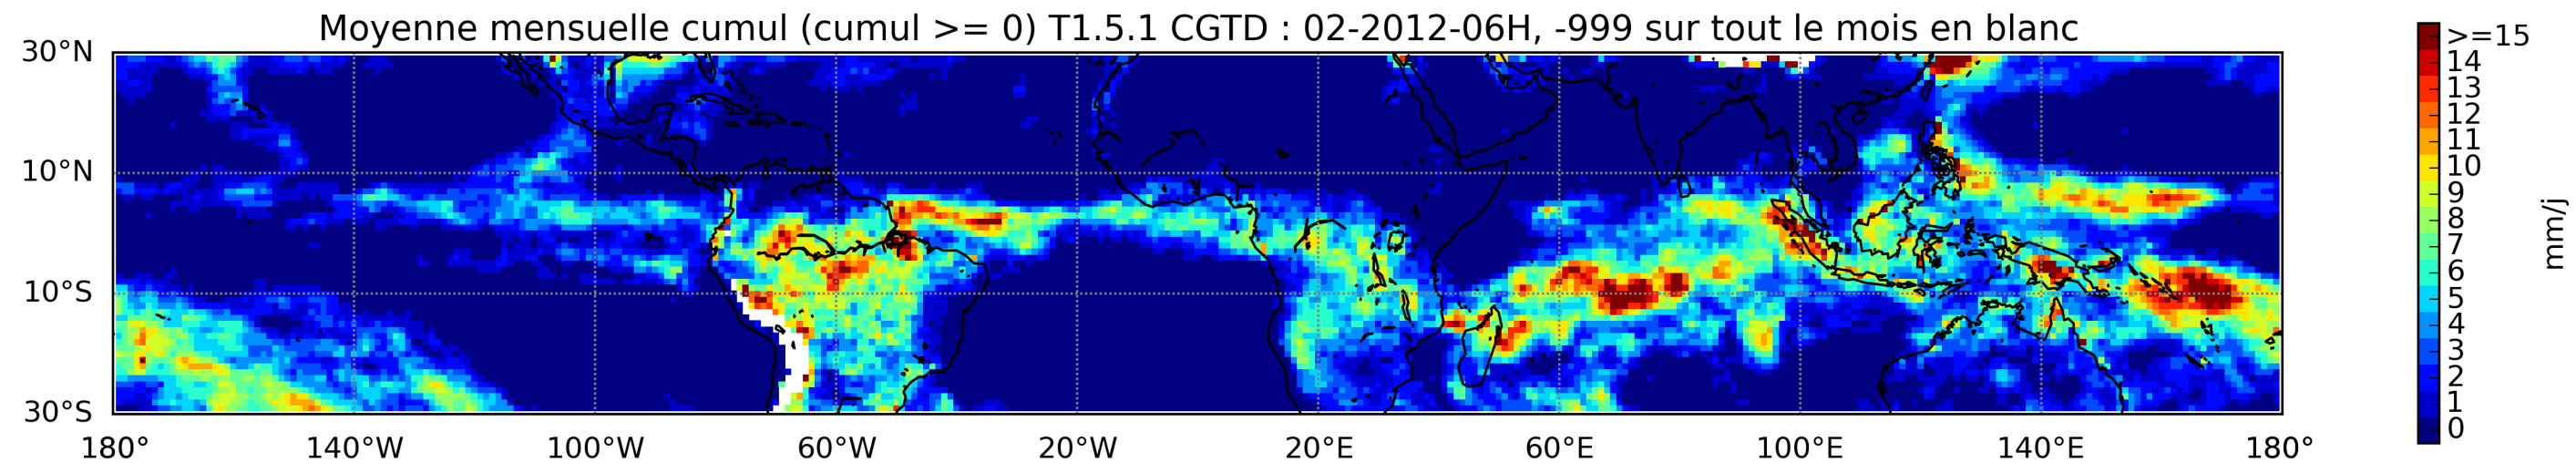 Moyenne mensuelle cumul (cumul >= 0) T1.5.1 CGTD : 02-2012-06H, -999 sur tout le mois en blanc
30°N
10°N
10°S
30°S
180° 140°W 100°W 60°W 20°W 20°E 60°E 100°E 140°E 180°
>=15
14
13
12
11
10
9
8
7
6
5
4
3
2
1
0
mm/j